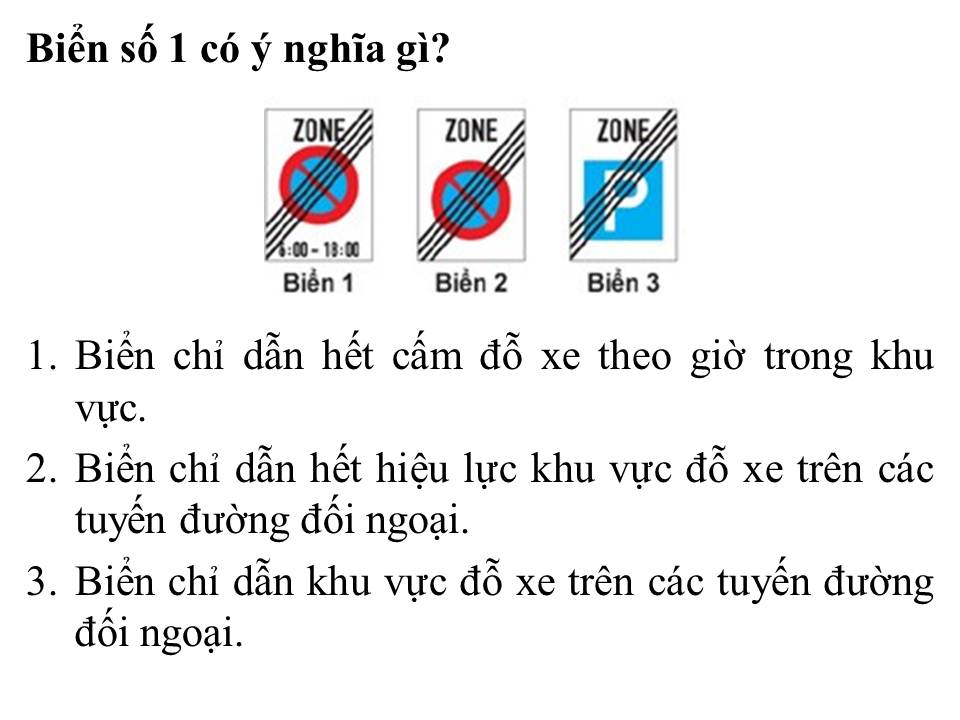 Biển số 1 có ý nghĩa gì?
ZONE ZONE ZONE
P
6:00 - 18:00
Biển 1 Biển 2 Biển 3
1. Biển chỉ dẫn hết cấm đỗ xe theo giờ trong khu
vực.
2. Biển chỉ dẫn hết hiệu lực khu vực đỗ xe trên các
tuyến đường đối ngoại.
3. Biển chỉ dẫn khu vực đỗ xe trên các tuyến đường
đối ngoại.